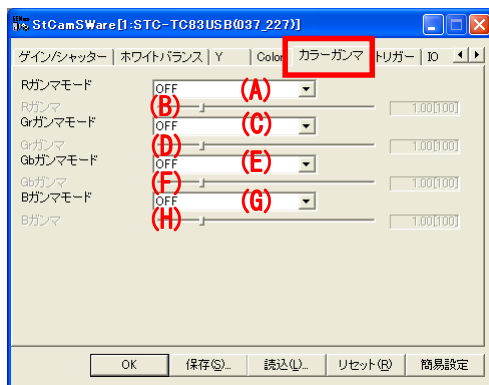 StCamSWare[1:STC-TC83USB(037_227)]
ゲイン/シャッター ホワイトバランス Y Color カラーガンマ トリガー IO
Rガンマモード OFF (A)
Rガンマ (B) 1.00[100]
Grガンマモード OFF (C)
Grガンマ (D) 1.00[100]
Gbガンマモード OFF (E)
Gbガンマ (F) 1.00[100]
Bガンマモード OFF (G)
Bガンマ (H) 1.00[100]
OK 保存(S)... 読込(L)... リセット(R) 簡易設定